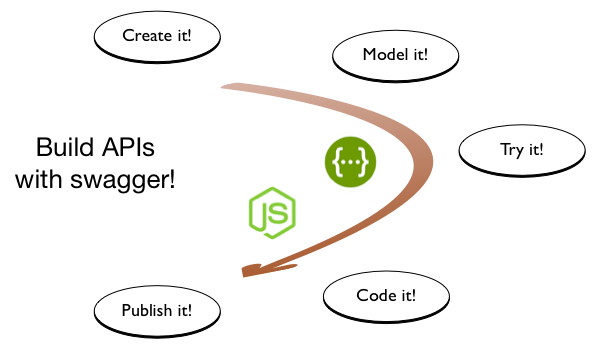 Create it!
Model it!
Build APIs
with swagger!
Try it!
{···}
JS
Code it!
Publish it!